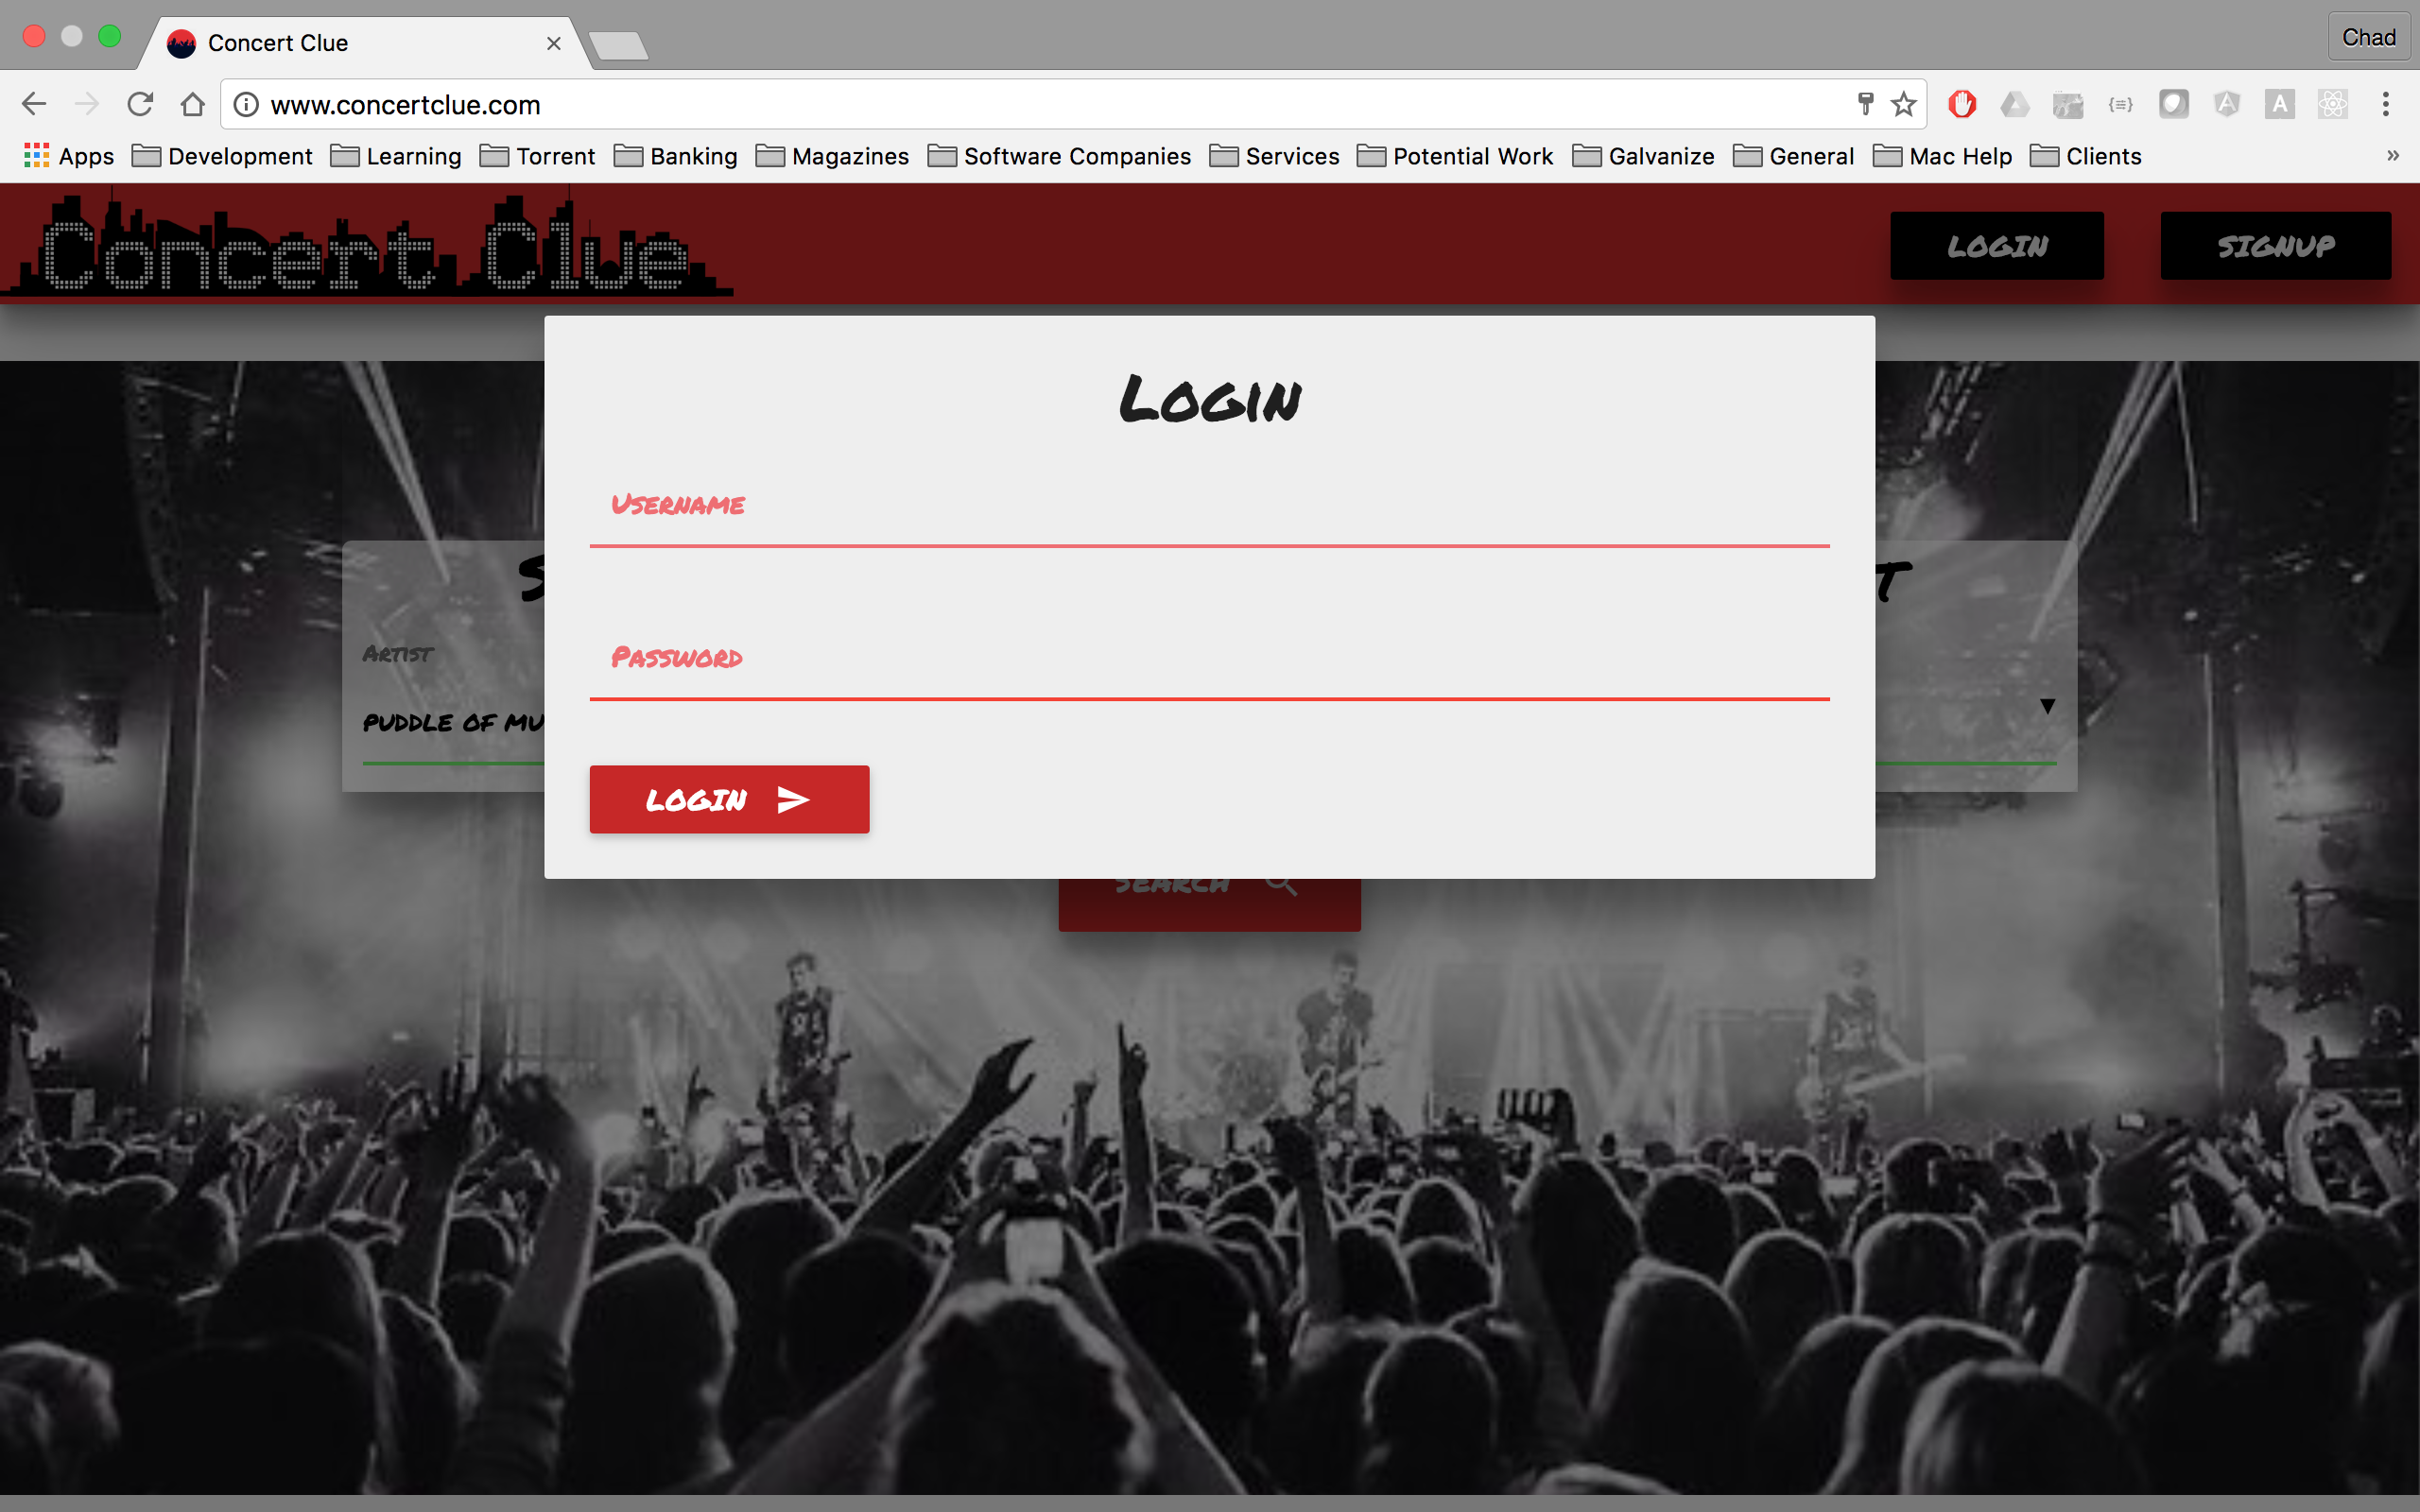 Concert Clue
Chad
www.concertclue.com
Apps Development Learning Torrent Banking Magazines Software Companies Services Potential Work Galvanize General Mac Help Clients »
Concert Clue
LOGIN SIGNUP
LOGIN
USERNAME
ARTIST
PASSWORD
PUDDLE OF MU
LOGIN
SEARCH